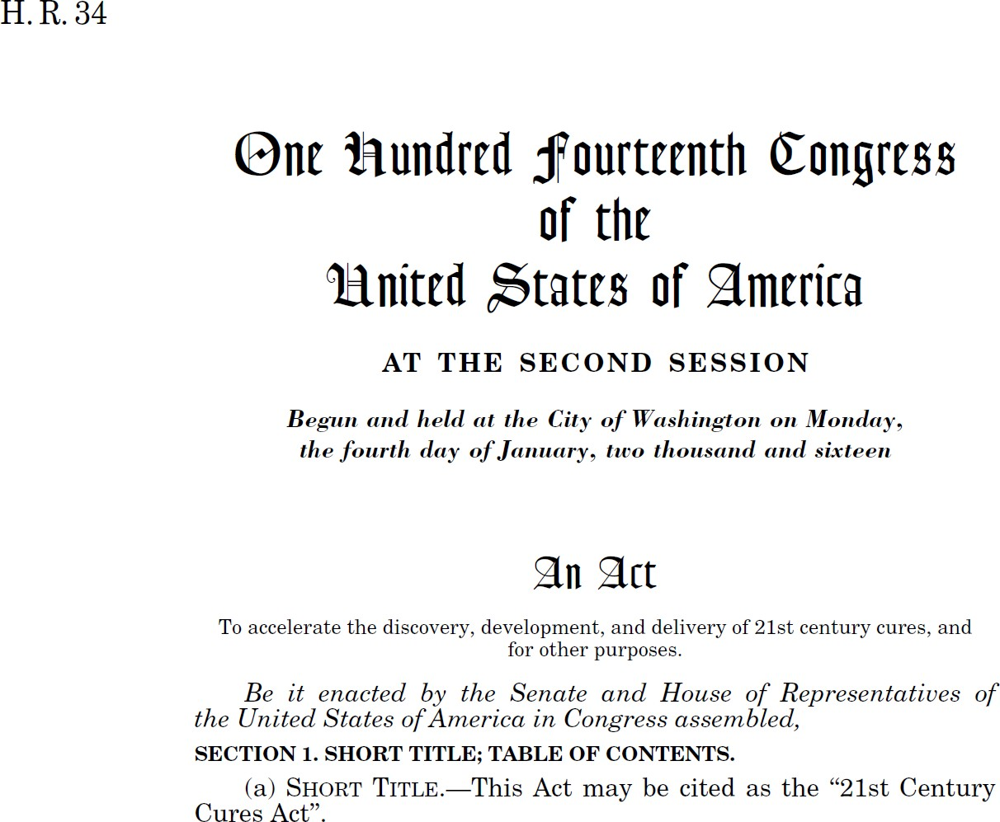 H. R. 34
One Hundred Fourteenth Congress
of the
United States of America
AT THE SECOND SESSION
Begun and held at the City of Washington on Monday,
the fourth day of January, two thousand and sixteen
An Act
To accelerate the discovery, development, and delivery of 21st century cures, and
for other purposes.
Be it enacted by the Senate and House of Representatives of
the United States of America in Congress assembled,
SECTION 1. SHORT TITLE; TABLE OF CONTENTS.
(a) SHORT TITLE.—This Act may be cited as the “21st Century
Cures Act”.